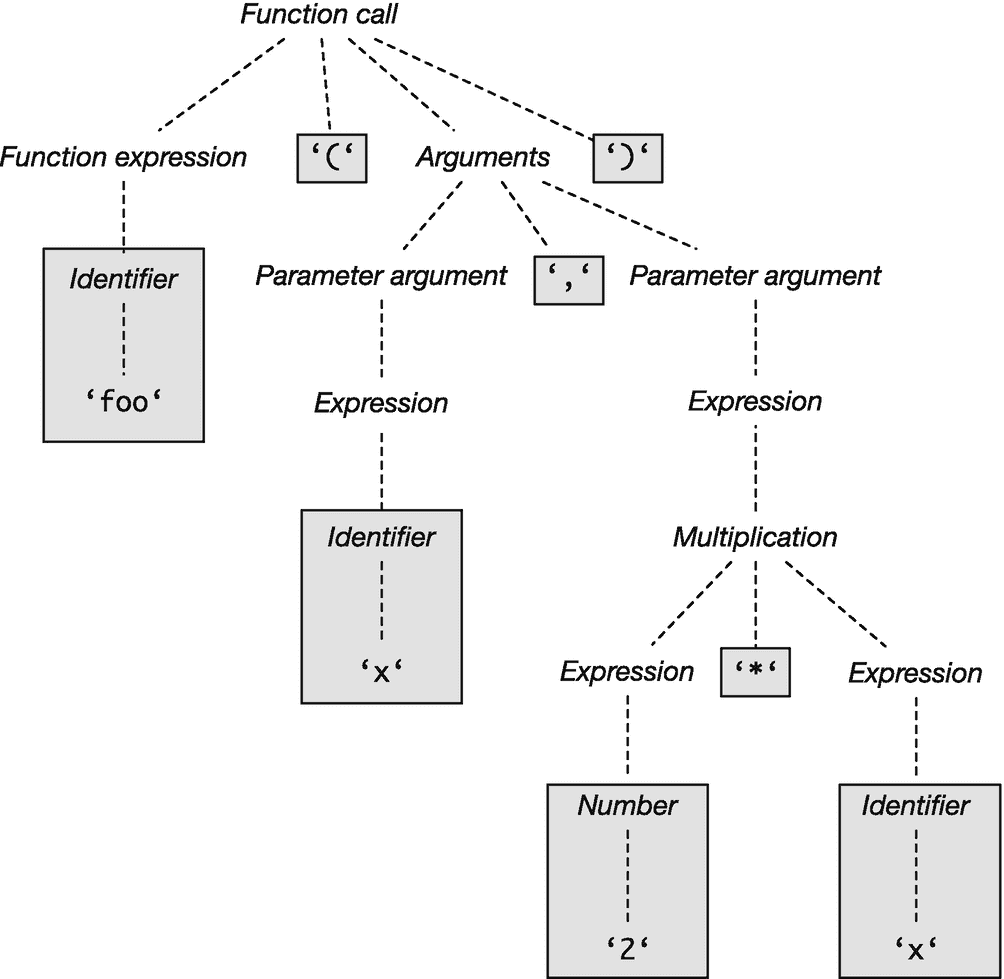 Function call
Function expression ‘(‘ Arguments ‘)‘
Identifier Parameter argument ‘,‘ Parameter argument
‘foo‘ Expression Expression
Identifier Multiplication
‘x‘ Expression ‘*‘ Expression
Number Identifier
‘2‘ ‘x‘